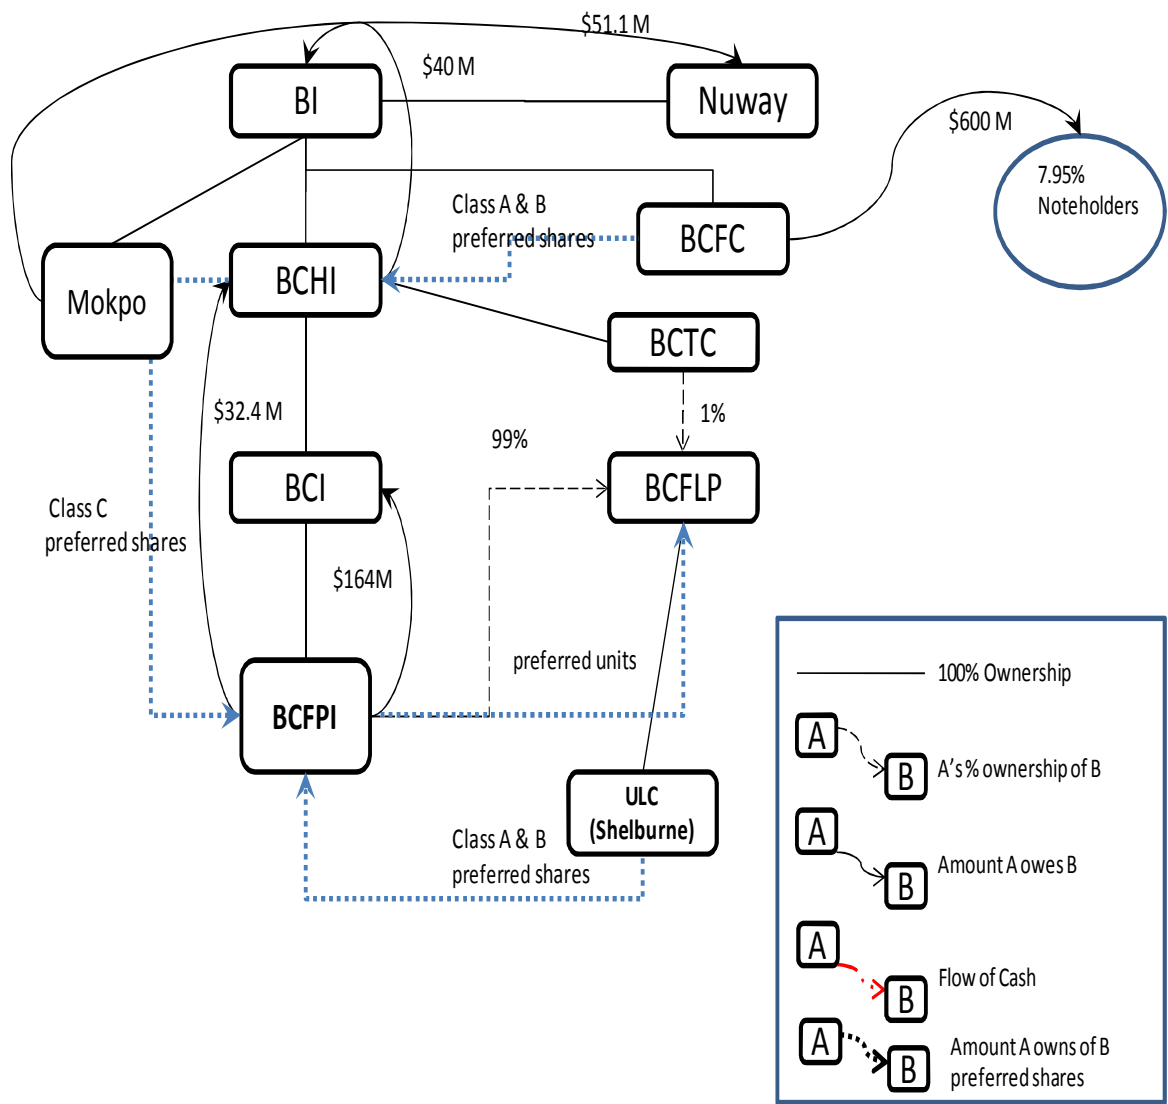 $51.1 M
$40 M
BI
Nuway
$600 M
7.95%
Noteholders
Class A & B
preferred shares
BCFC
Mokpo
BCHI
BCTC
$32.4 M
1%
99%
BCI
BCFLP
Class C
preferred shares
$164M
preferred units
BCFPI
ULC
(Shelburne)
Class A & B
preferred shares
100% Ownership
A
B
A's % ownership of B
A
B
Amount A owes B
A
B
Flow of Cash
A
B
Amount A owns of B
preferred shares